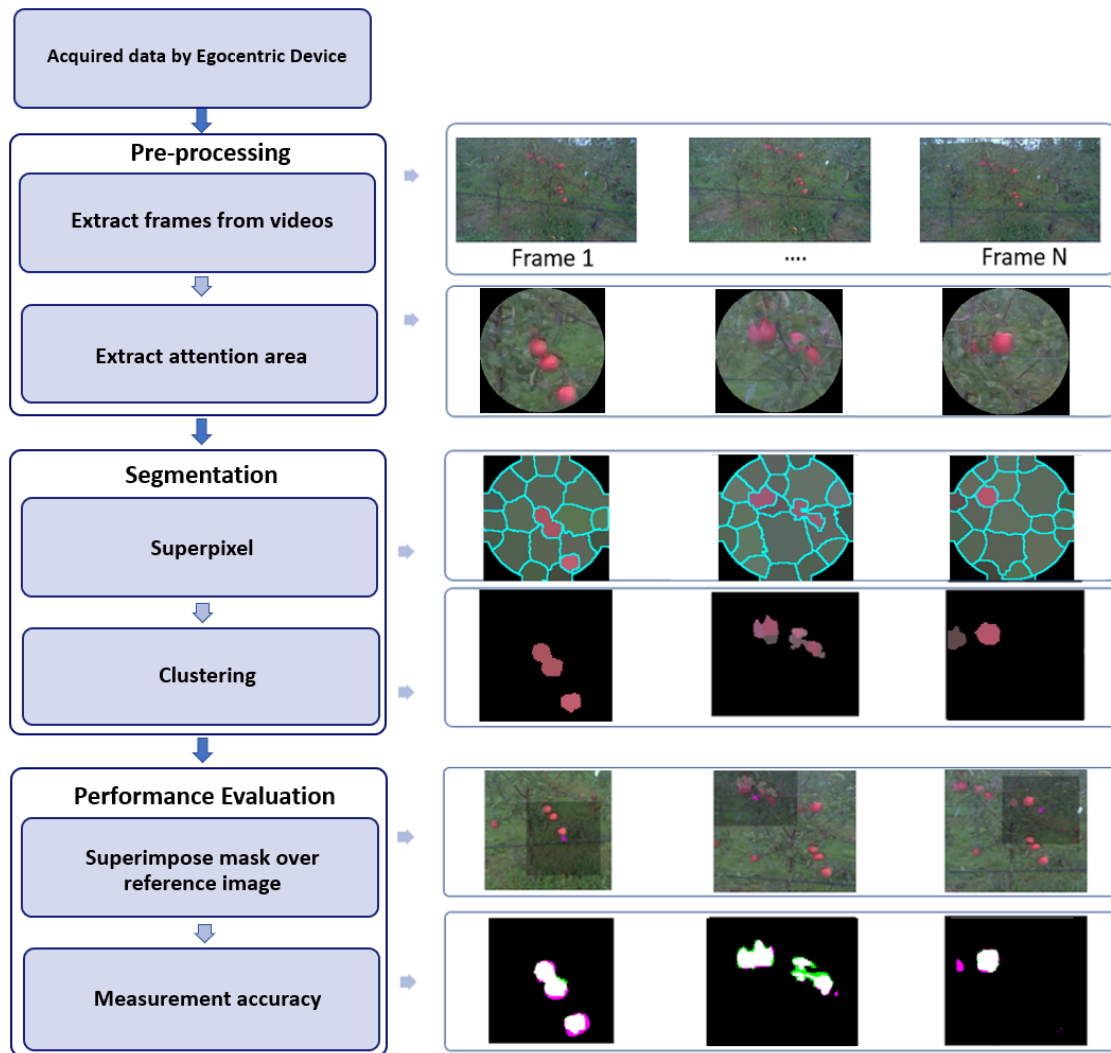 Acquired data by Egocentric Device
Pre-processing
Extract frames from videos
Frame 1
....
Frame N
Extract attention area
Segmentation
Superpixel
Clustering
Performance Evaluation
Superimpose mask over
reference image
Measurement accuracy